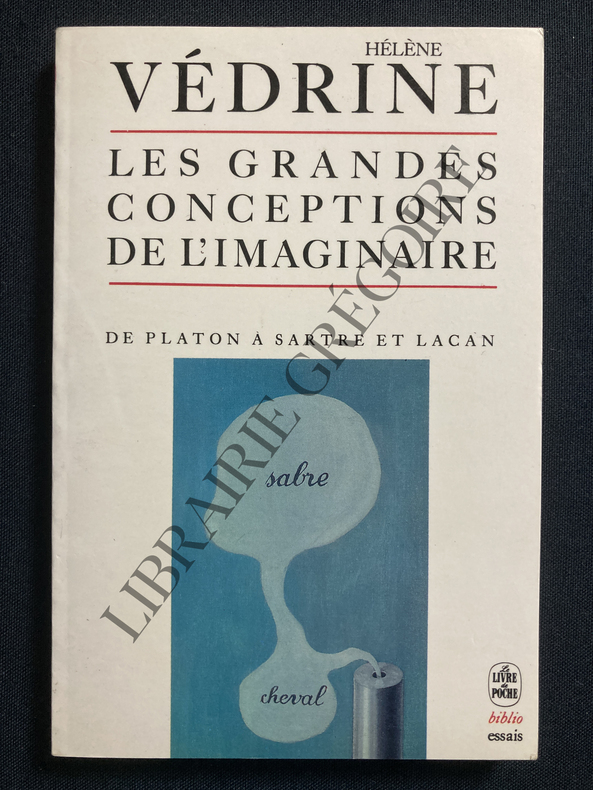 HÉLÈNE
VÉDRINE
LES GRANDES
CONCEPTIONS
DE L'IMAGINAIRE
DE PLATON À SARTRE ET LACAN
sabre
cheval
LIBRAIRIE GRÉGOIRE
Le
LIVRE
de
POCHE
biblio
essais